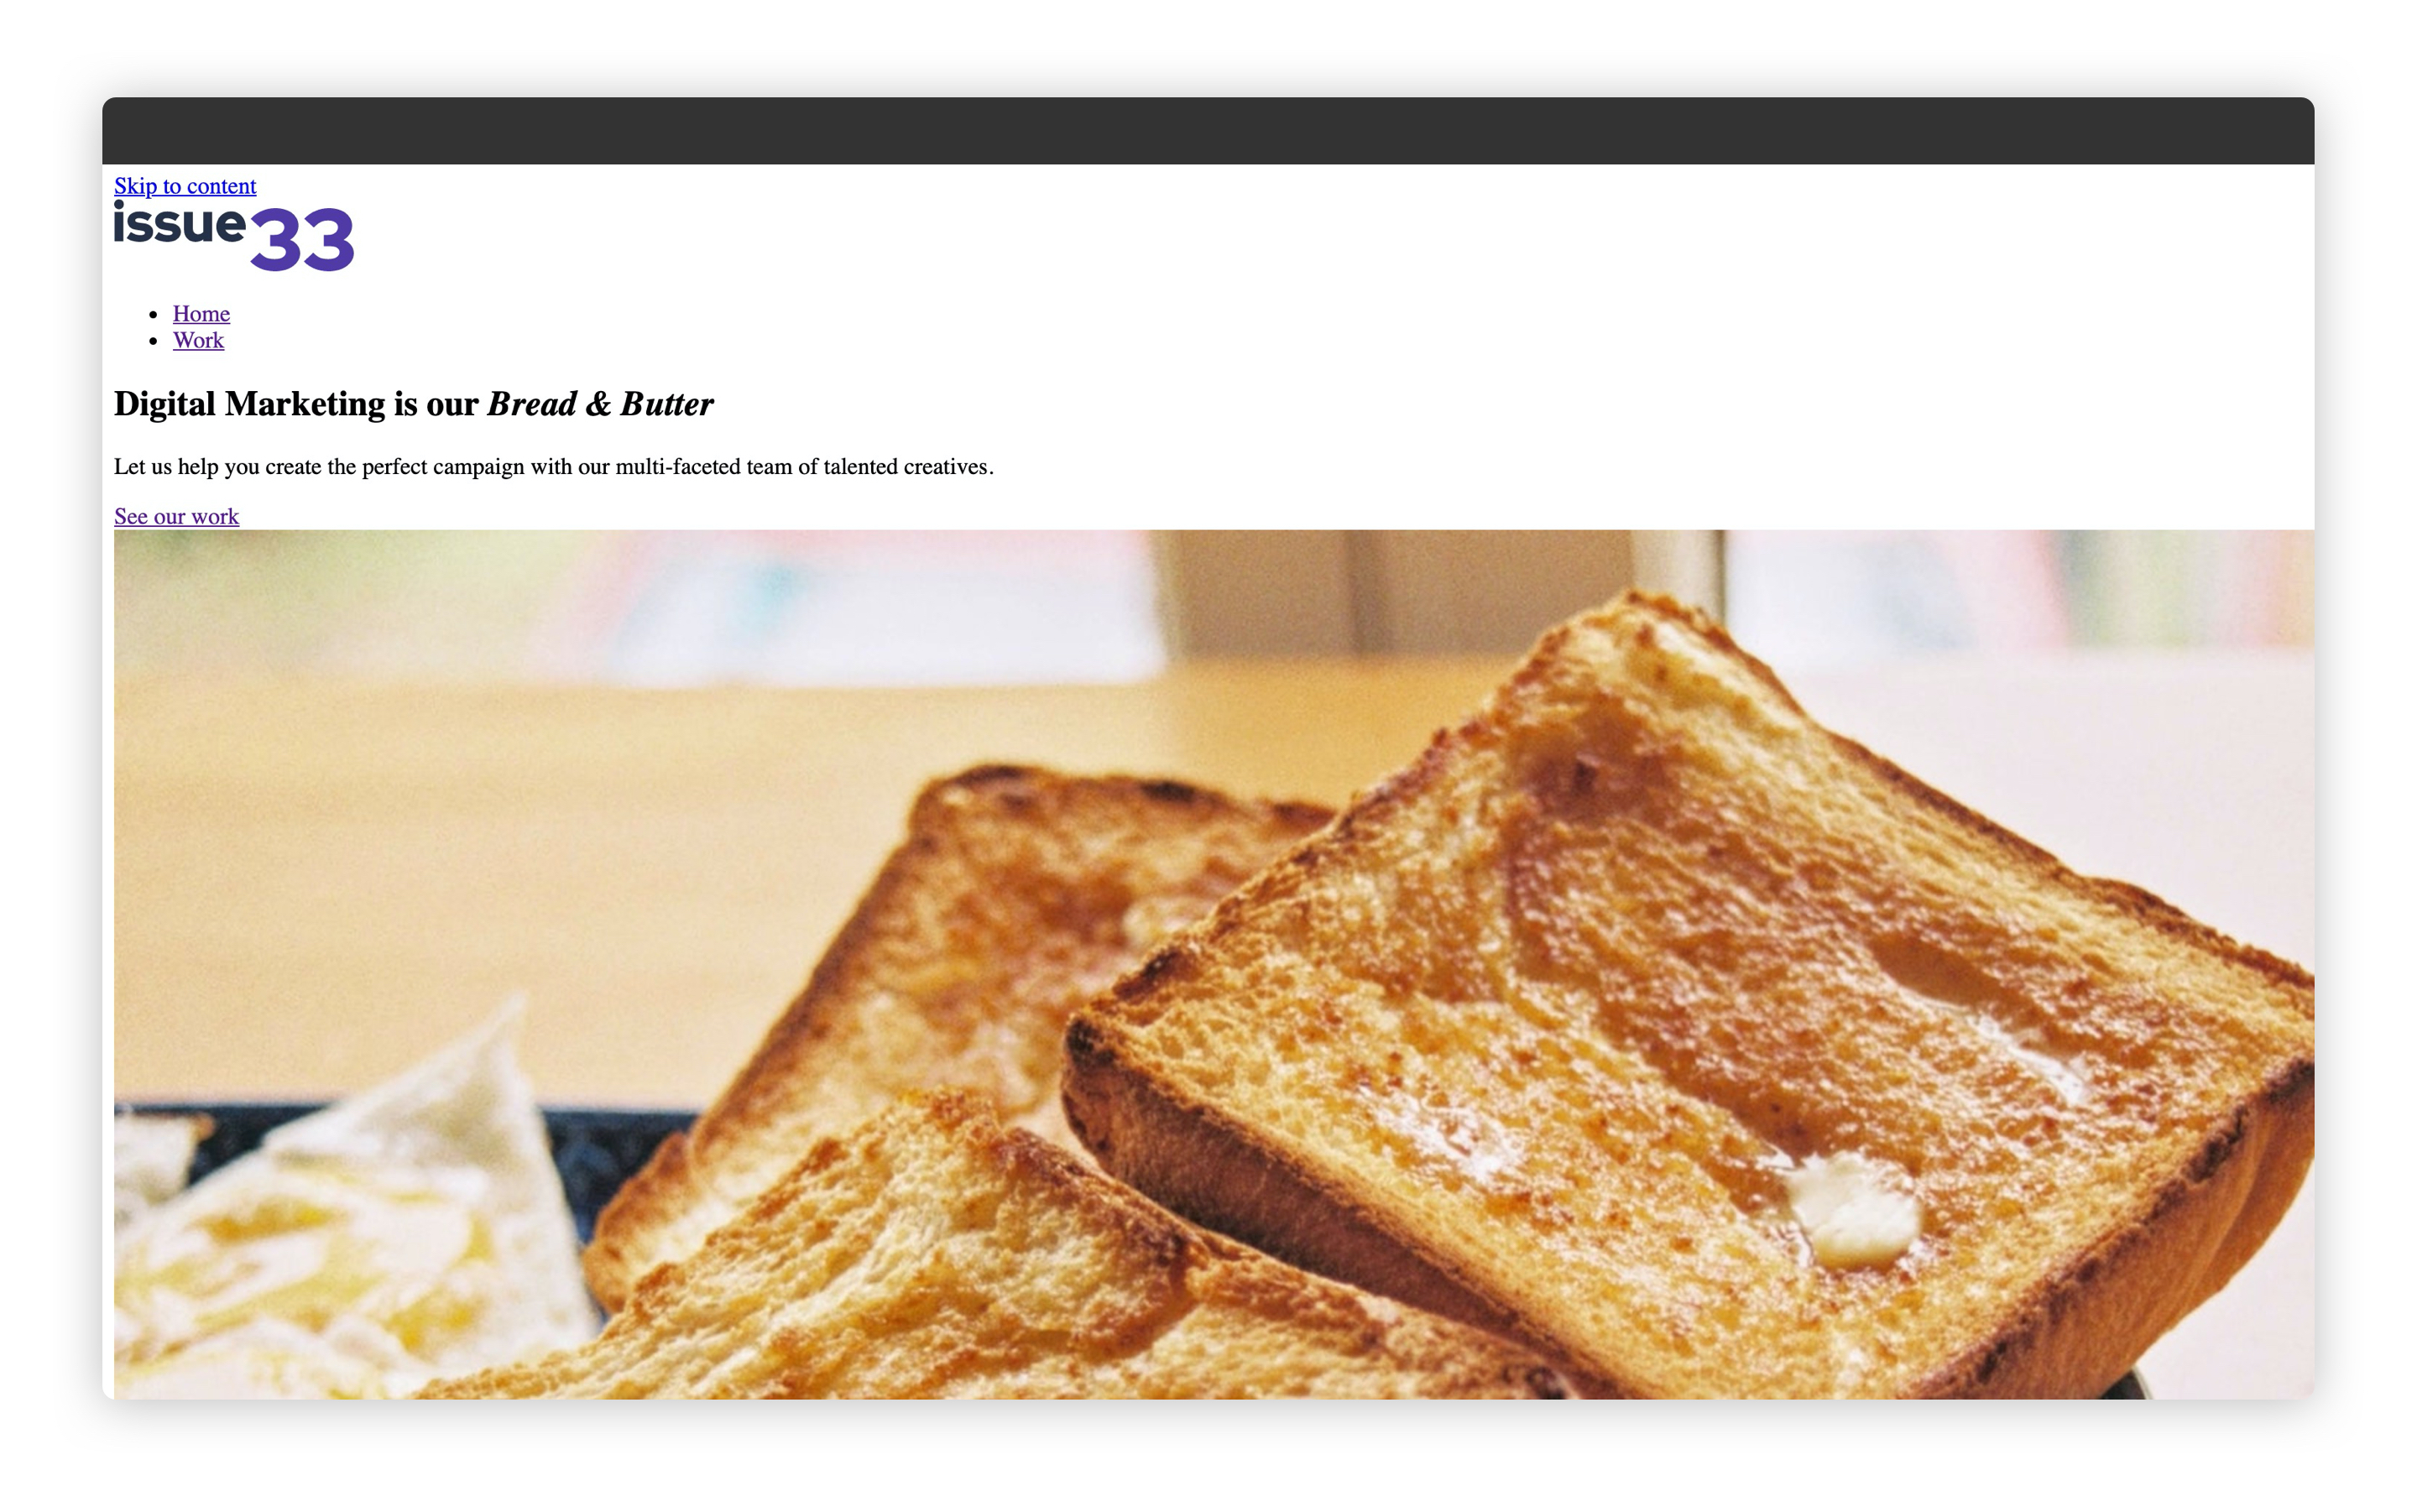 Skip to content
issue33
Home
Work
Digital Marketing is our Bread & Butter
Let us help you create the perfect campaign with our multi-faceted team of talented creatives.
See our work